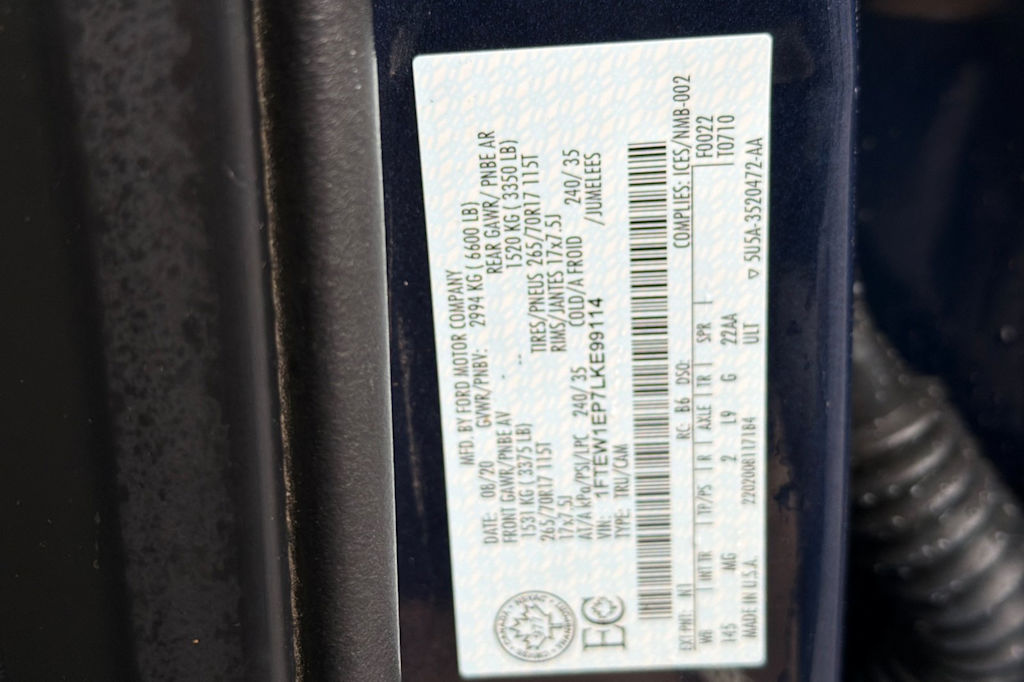 MFD. BY FORD MOTOR COMPANY
DATE: 08/20 GVWR/PNBV: 2994 KG ( 6600 LB)
FRONT GAWR/PNBE AV REAR GAWR/ PNBE AR
1531 KG ( 3375 LB) 1520 KG ( 3350 LB)
265/70R17 115T TIRES/PNEUS 265/70R17 115T
17x7.5J RIMS/JANTES 17x7.5J
AT/A kPa/PSI/LPC 240/35 COLD/A FROID 240/ 35
VIN: 1FTEW1EP7LKE99114 /JUMELEES
TYPE: TRU/CAM
EC
COMPLIES: ICES/NMB-002
EXT PNT: N1 RC: B6 DSO: F0022
WB INT TR TP/PS R AXLE TR SPR T0710
145 MG 2 L9 G 22AA
MADE IN U.S.A. 22020081171B4 ULT ▽ 5U5A-3520472-AA